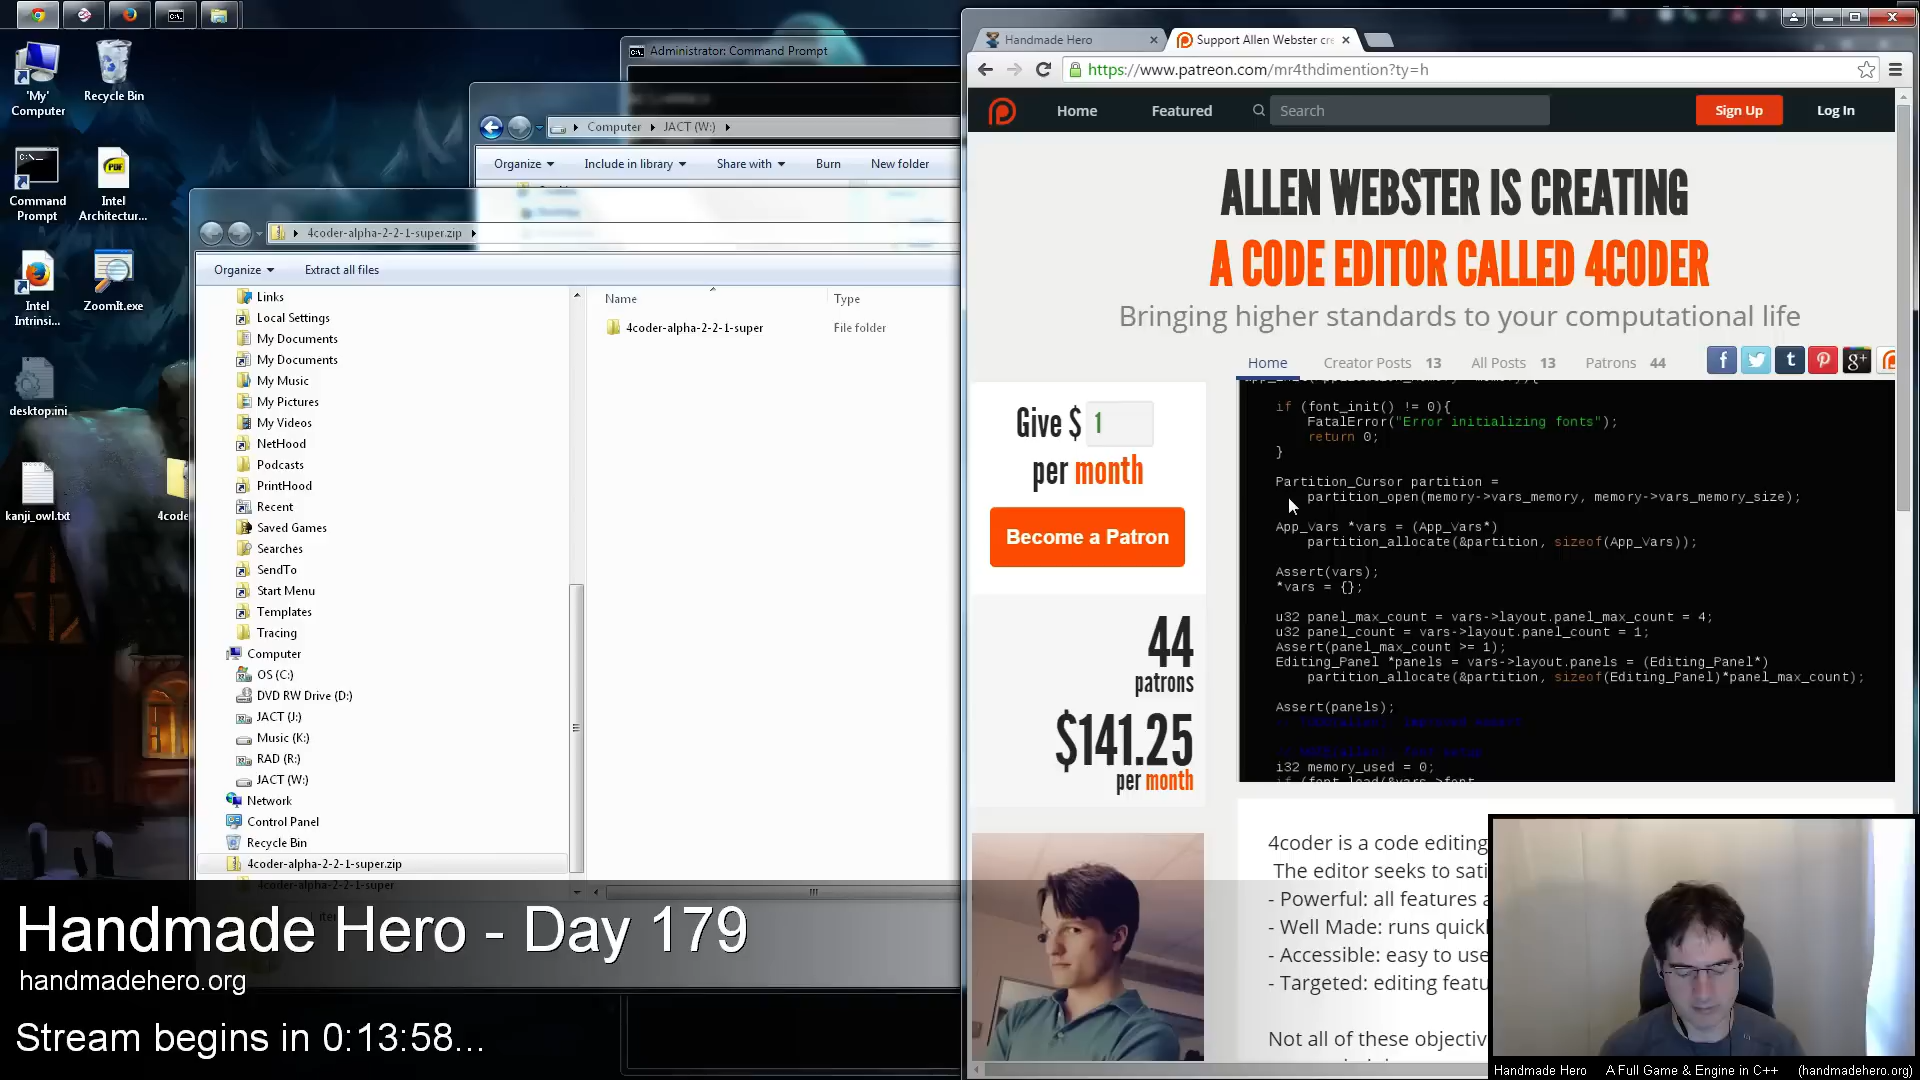 'My' Computer
Recycle Bin
Command Prompt
Intel Architectur...
Intel Intrinsi...
ZoomIt.exe
desktop.ini
kanji_owl.txt
4code
Administrator: Command Prompt
Computer
JACT (W:)
Organize
Include in library
Share with
Burn
New folder
4coder-alpha-2-2-1-super.zip
Organize
Extract all files
Links
Local Settings
My Documents
My Documents
My Music
My Pictures
My Videos
NetHood
Podcasts
PrintHood
Recent
Saved Games
Searches
SendTo
Start Menu
Templates
Tracing
Computer
OS (C:)
DVD RW Drive (D:)
JACT (J:)
Music (K:)
RAD (R:)
JACT (W:)
Network
Control Panel
Recycle Bin
4coder-alpha-2-2-1-super.zip
4coder-alpha-2-2-1-super
Name
Type
4coder-alpha-2-2-1-super
File folder
Handmade Hero
Support Allen Webster cre
https://www.patreon.com/mr4thdimention?ty=h
Home
Featured
Search
Sign Up
Log In
ALLEN WEBSTER IS CREATING
A CODE EDITOR CALLED 4CODER
Bringing higher standards to your computational life
Home
Creator Posts 13
All Posts 13
Patrons 44
Give $ 1
per month
Become a Patron
44
patrons
$141.25
per month
if (font_init() != 0){
FatalError("Error initializing fonts");
return 0;
}
Partition_Cursor partition =
partition_open(memory->vars_memory, memory->vars_memory_size);
App_Vars *vars = (App_Vars*)
partition_allocate(&partition, sizeof(App_Vars));
Assert(vars);
*vars = {};
u32 panel_max_count = vars->layout.panel_max_count = 4;
u32 panel_count = vars->layout.panel_count = 1;
Assert(panel_max_count >= 1);
Editing_Panel *panels = vars->layout.panels = (Editing_Panel*)
partition_allocate(&partition, sizeof(Editing_Panel)*panel_max_count);
Assert(panels);
i32 memory_used = 0;
if (font_load(&vars->font
4coder is a code editing
The editor seeks to sati
- Powerful: all features a
- Well Made: runs quickl
- Accessible: easy to use
- Targeted: editing featu
Not all of these objectiv
Handmade Hero - Day 179
handmadehero.org
Stream begins in 0:13:58...
Handmade Hero
A Full Game & Engine in C++
(handmadehero.org)